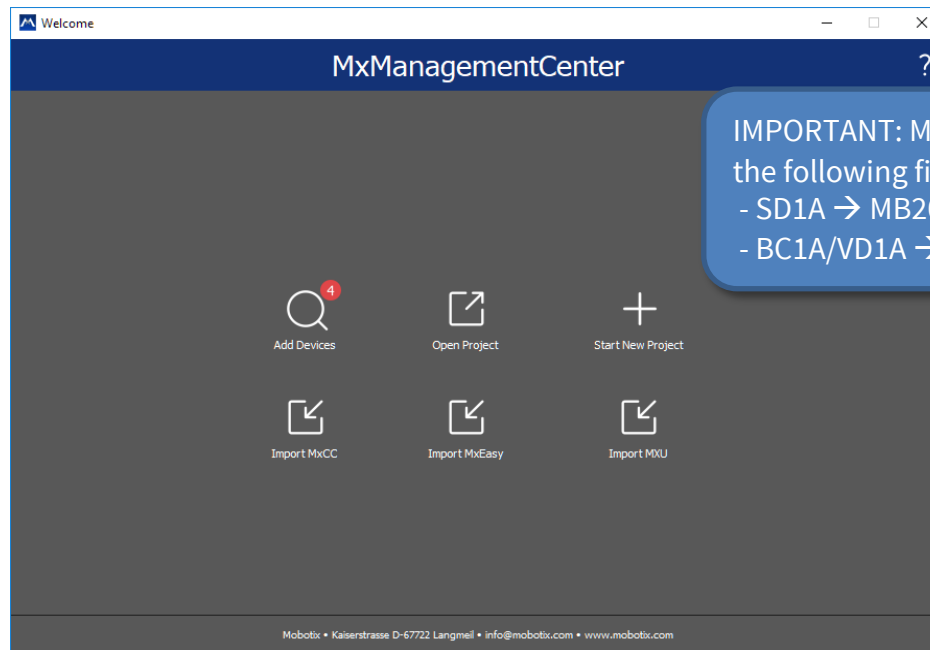 Welcome
MxManagementCenter
?
IMPORTANT: M
the following fi
- SD1A → MB2
- BC1A/VD1A →
4
Add Devices
Open Project
Start New Project
Import MxCC
Import MxEasy
Import MXU
Mobotix • Kaiserstrasse D-67722 Langmeil • info@mobotix.com • www.mobotix.com